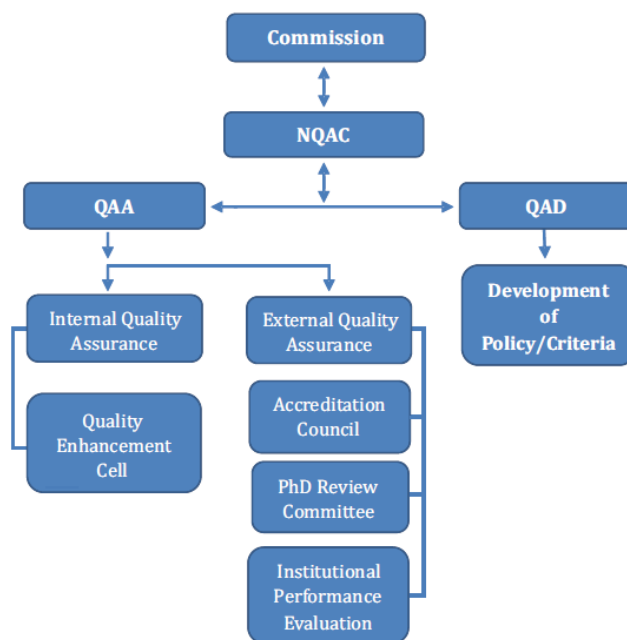 Commission
NQAC
QAA
QAD
Internal Quality
Assurance
External Quality
Assurance
Development
of
Policy/Criteria
Quality
Enhancement
Cell
Accreditation
Council
PhD Review
Committee
Institutional
Performance
Evaluation